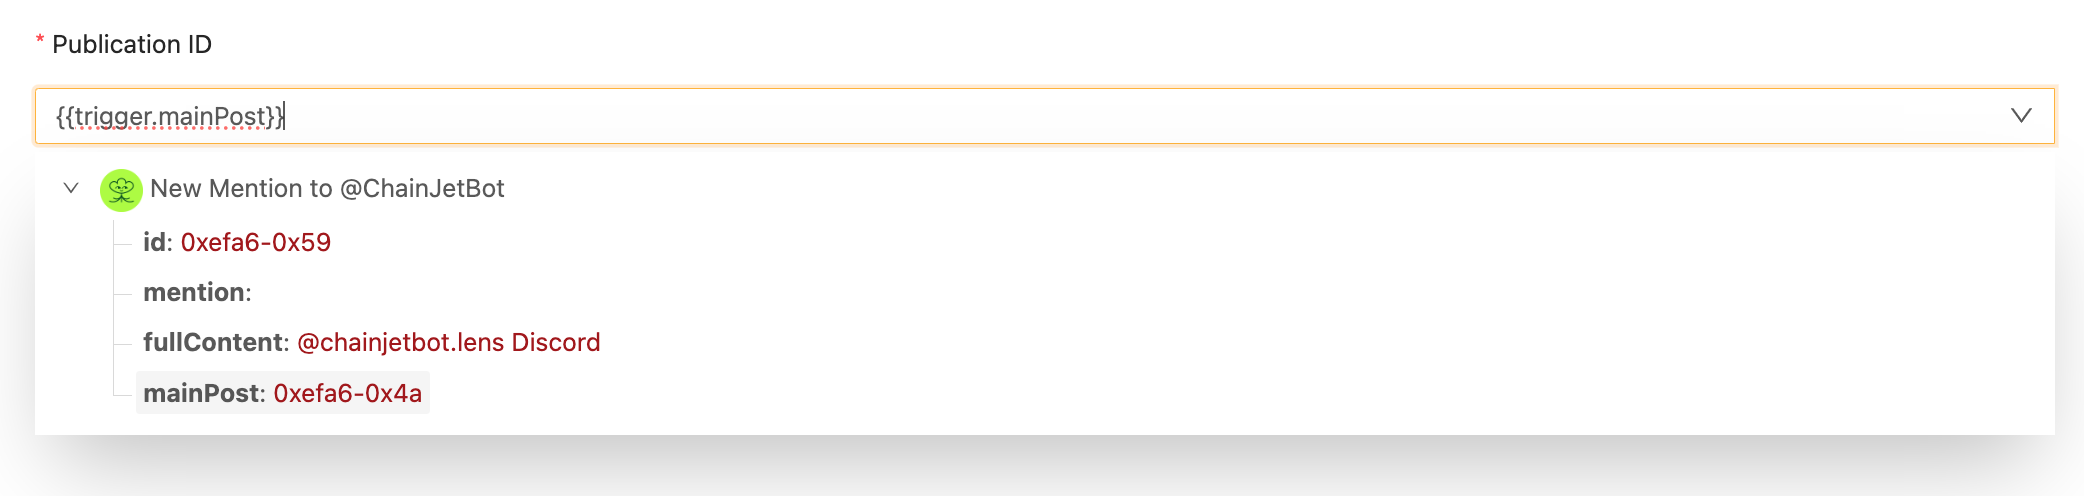 * Publication ID
{{trigger.mainPost}}
New Mention to @ChainJetBot
id: 0xefa6-0x59
mention:
fullContent: @chainjetbot.lens Discord
mainPost: 0xefa6-0x4a